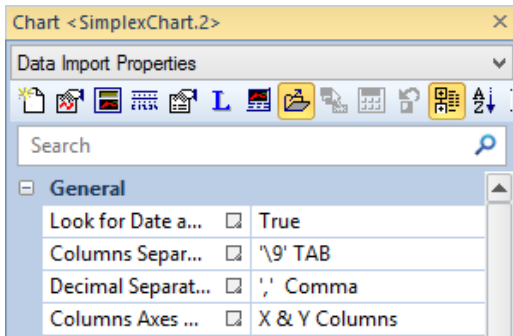 Chart <SimplexChart.2>
Data Import Properties
L A Z
Search
General
Look for Date a... True
Columns Separ... '\9' TAB
Decimal Separat... ',' Comma
Columns Axes ... X & Y Columns